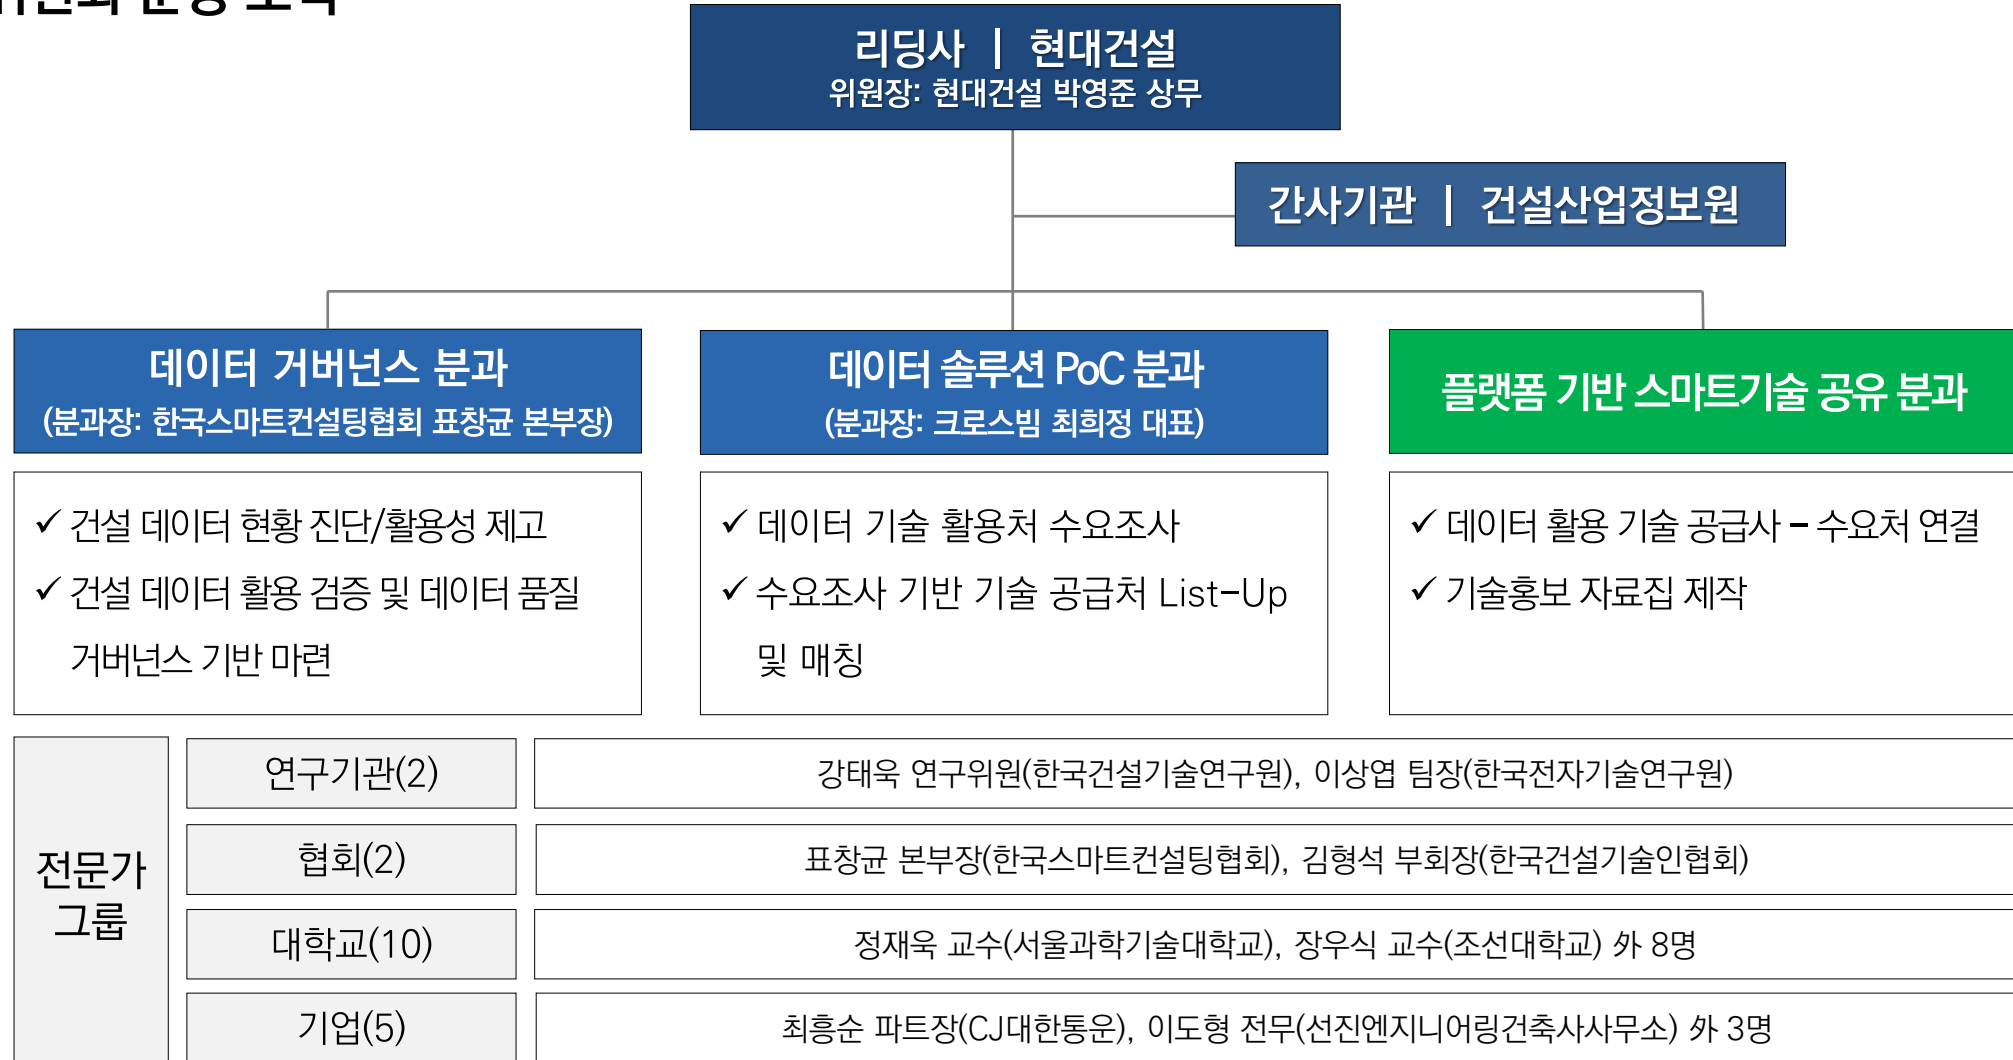 리딩사 | 현대건설
위원장: 현대건설 박영준 상무
간사기관 | 건설산업정보원
데이터 거버넌스 분과
(분과장: 한국스마트컨설팅협회 표창균 본부장)
데이터 솔루션 PoC 분과
(분과장: 크로스빔 최희정 대표)
플랫폼 기반 스마트기술 공유 분과
✓ 건설 데이터 현황 진단/활용성 제고
✓ 건설 데이터 활용 검증 및 데이터 품질
거버넌스 기반 마련
✓ 데이터 기술 활용처 수요조사
✓ 수요조사 기반 기술 공급처 List-Up
및 매칭
✓ 데이터 활용 기술 공급사 – 수요처 연결
✓ 기술홍보 자료집 제작
전문가
그룹
연구기관(2)
강태욱 연구위원(한국건설기술연구원), 이상엽 팀장(한국전자기술연구원)
협회(2)
표창균 본부장(한국스마트컨설팅협회), 김형석 부회장(한국건설기술인협회)
대학교(10)
정재욱 교수(서울과학기술대학교), 장우식 교수(조선대학교) 外 8명
기업(5)
최흥순 파트장(CJ대한통운), 이도형 전무(선진엔지니어링건축사사무소) 外 3명